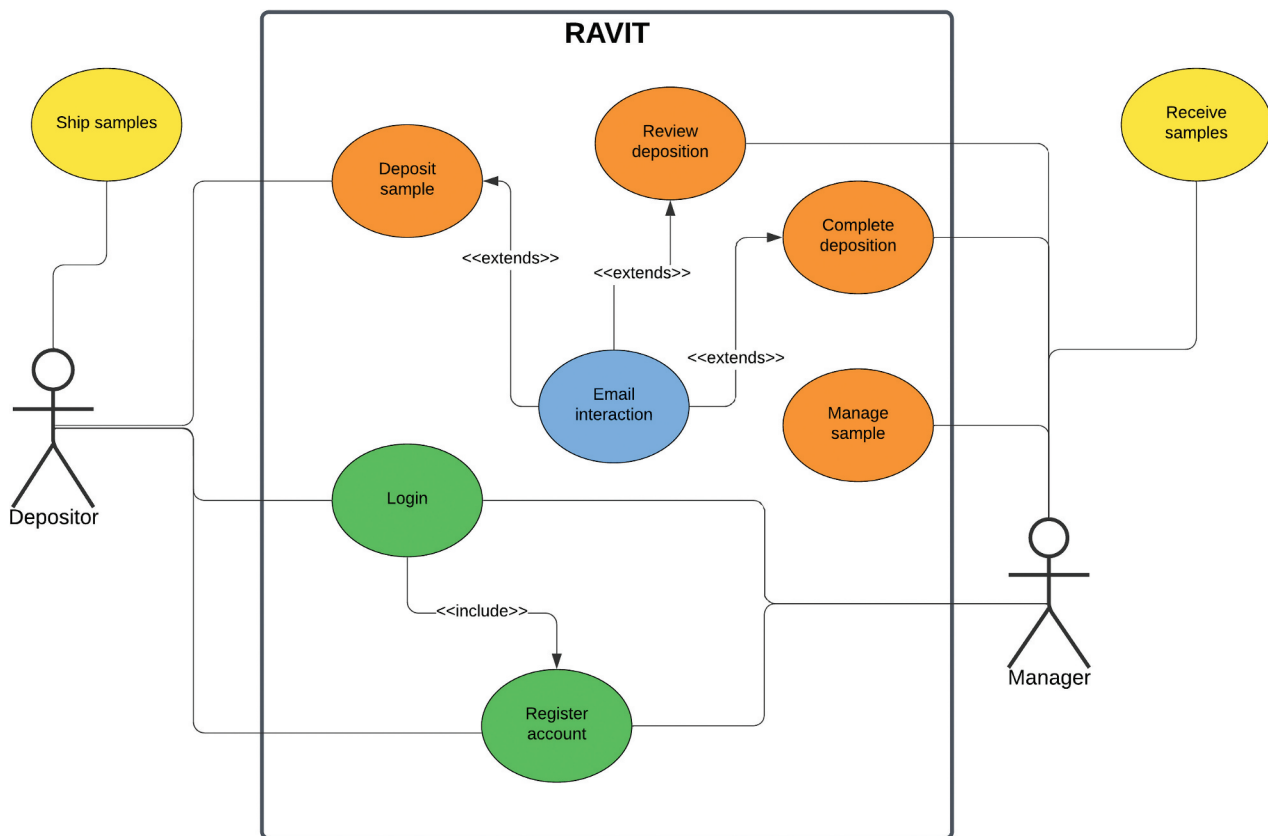 RAVIT
Ship samples
Receive
samples
Review
deposition
Deposit
sample
Complete
deposition
<<extends>>
<<extends>>
<<extends>>
Email
interaction
Manage
sample
Login
Depositor
<<include>>
Manager
Register
account